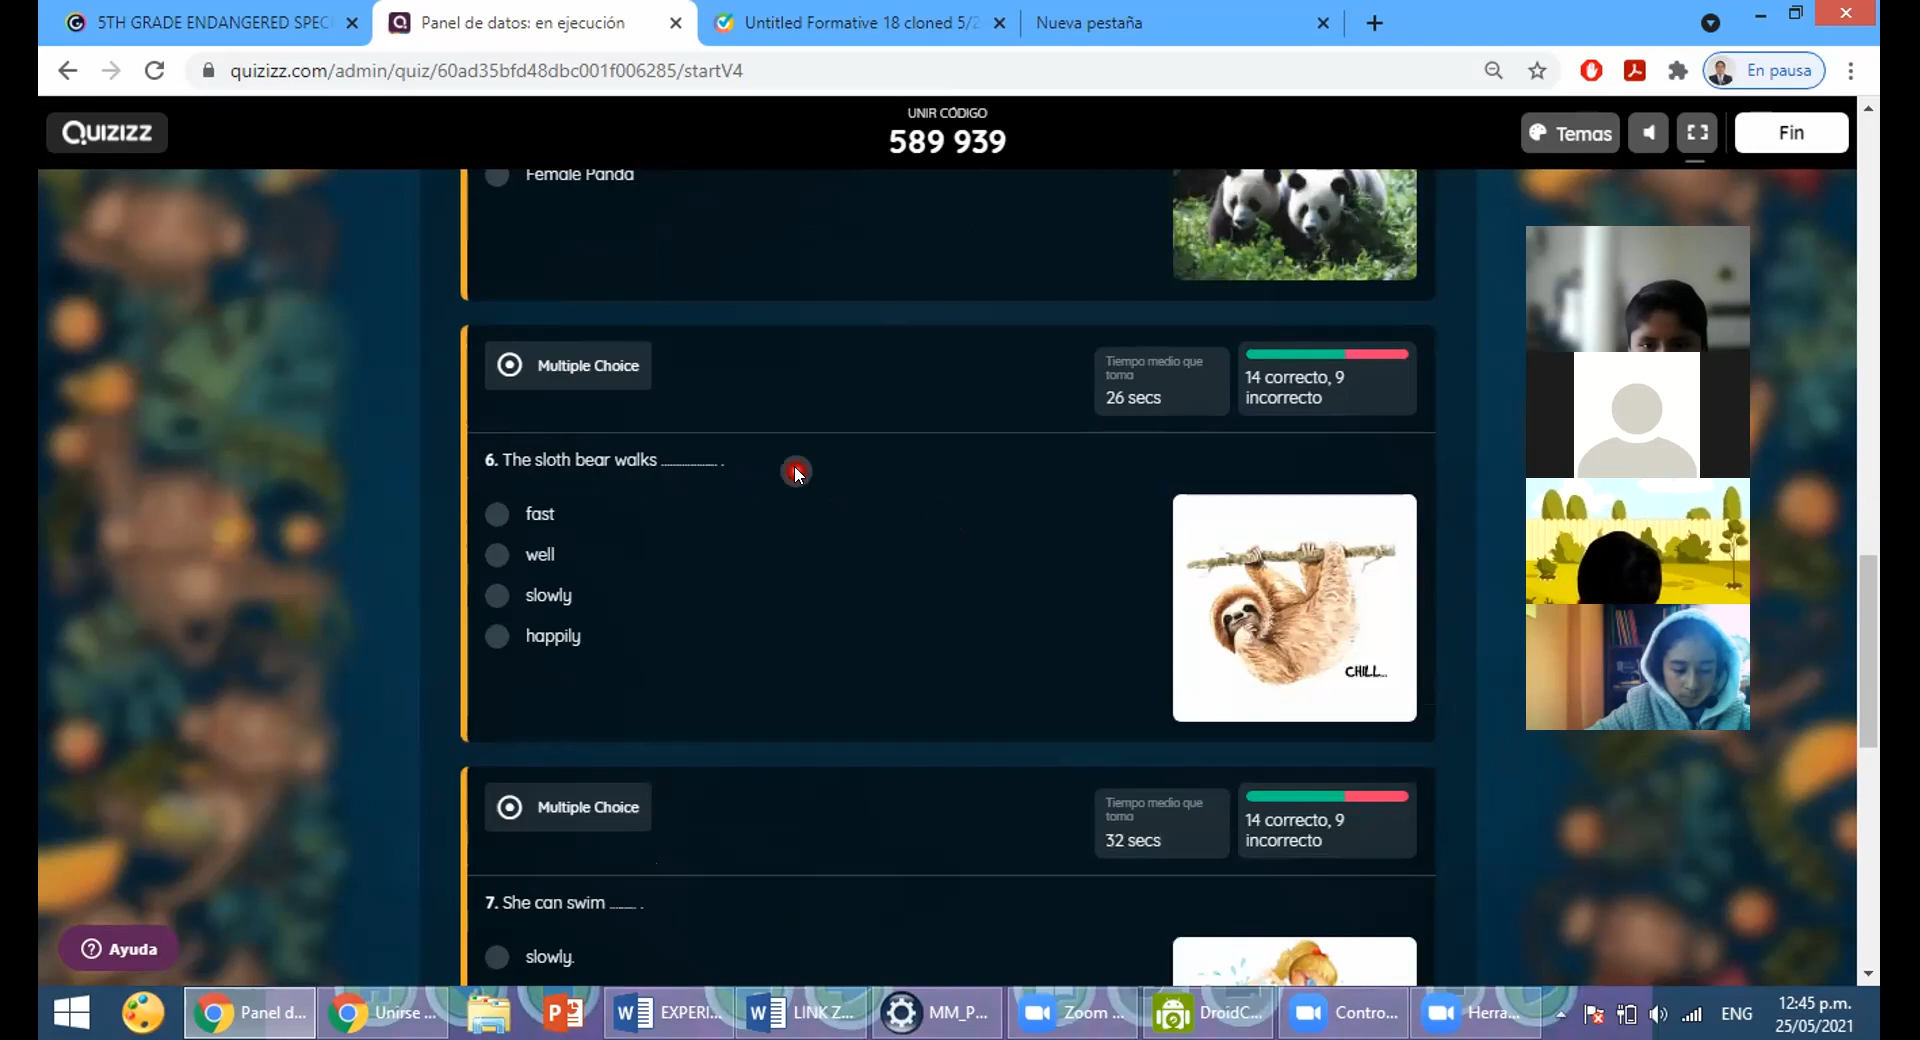 5TH GRADE ENDANGERED SPEC
Panel de datos: en ejecución
Untitled Formative 18 cloned 5/2
Nueva pestaña
quizizz.com/admin/quiz/60ad35bfd48dbc001f006285/startV4
En pausa
QUIZIZZ
UNIR CÓDIGO
589 939
Temas
Fin
Female Panda
Multiple Choice
Tiempo medio que
toma
26 secs
14 correcto, 9
incorrecto
6. The sloth bear walks .................. .
fast
well
slowly
happily
CHILL...
Multiple Choice
Tiempo medio que
toma
32 secs
14 correcto, 9
incorrecto
7. She can swim ........ .
slowly.
Ayuda
Panel d...
Unirse ...
EXPERI...
LINK Z...
MM_P...
Zoom ...
DroidC...
Contro...
Herra...
ENG
12:45 p.m.
25/05/2021